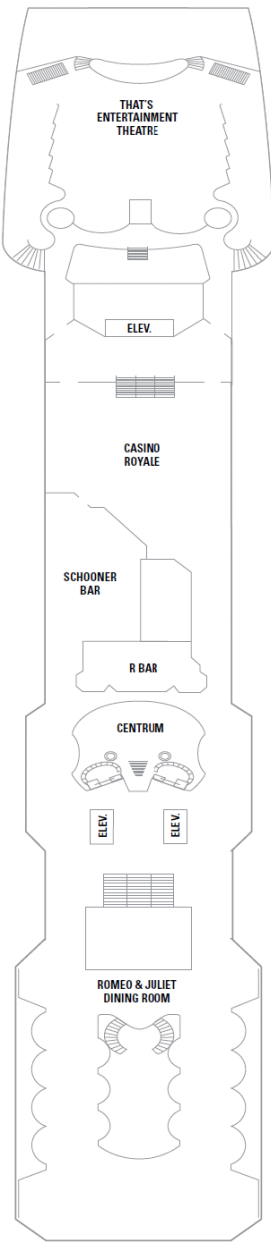 THAT'S
ENTERTAINMENT
THEATRE
ELEV.
CASINO
ROYALE
SCHOONER
BAR
R BAR
CENTRUM
ELEV.
ELEV.
ROMEO & JULIET
DINING ROOM